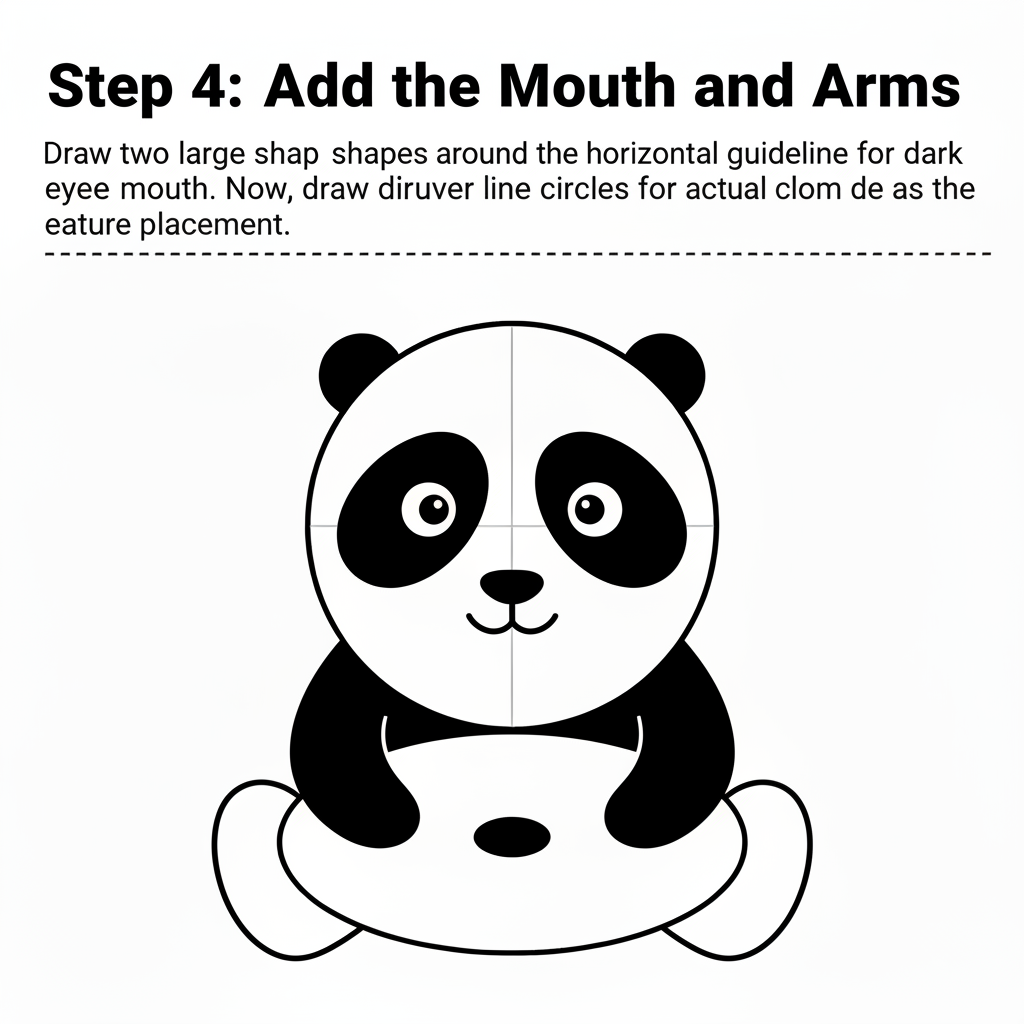 Step 4: Add the Mouth and Arms
Draw two large shap shapes around the horizontal guideline for dark
eyee mouth. Now, draw diruver line circles for actual clom de as the
eature placement.